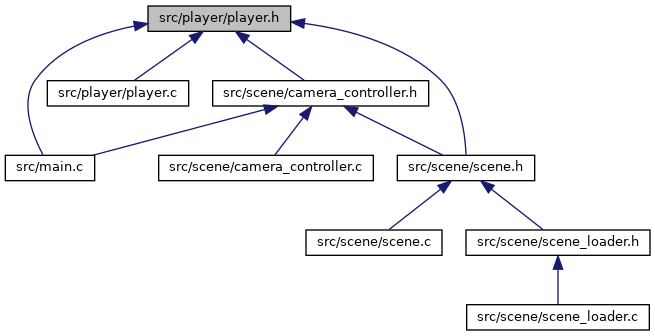 src/player/player.h
src/player/player.c
src/scene/camera_controller.h
src/main.c
src/scene/camera_controller.c
src/scene/scene.h
src/scene/scene.c
src/scene/scene_loader.h
src/scene/scene_loader.c